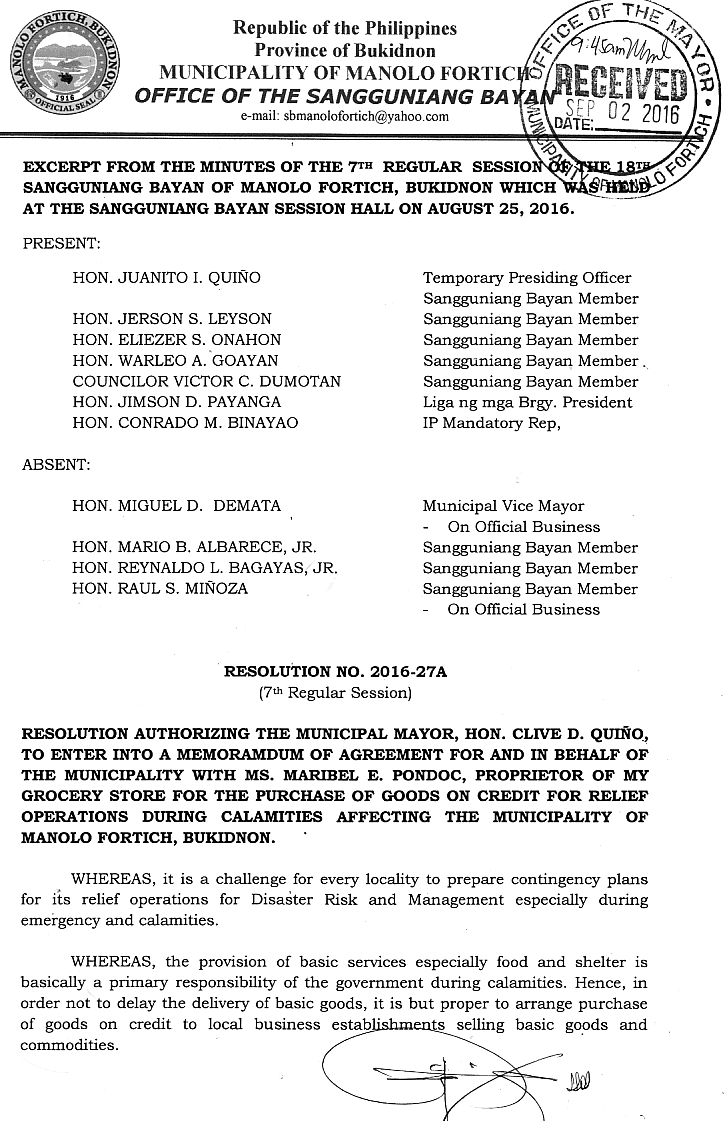 MANOLO FORTICH, BUKIDNON
1916
OFFICIAL SEAL
Republic of the Philippines
Province of Bukidnon
MUNICIPALITY OF MANOLO FORTICH
OFFICE OF THE SANGGUNIANG BAYAN
e-mail: sbmanolofortich@yahoo.com
OFFICE OF THE MAYOR
9:45am
RECEIVED
SEP 02 2016
DATE:
MUNICIPALITY OF MANOLO FORTICH
EXCERPT FROM THE MINUTES OF THE 7TH REGULAR SESSION OF THE 18TH
SANGGUNIANG BAYAN OF MANOLO FORTICH, BUKIDNON WHICH WAS HELD
AT THE SANGGUNIANG BAYAN SESSION HALL ON AUGUST 25, 2016.
PRESENT:
HON. JUANITO I. QUIÑO Temporary Presiding Officer
Sangguniang Bayan Member
HON. JERSON S. LEYSON Sangguniang Bayan Member
HON. ELIEZER S. ONAHON Sangguniang Bayan Member
HON. WARLEO A. GOAYAN Sangguniang Bayan Member
COUNCILOR VICTOR C. DUMOTAN Sangguniang Bayan Member
HON. JIMSON D. PAYANGA Liga ng mga Brgy. President
HON. CONRADO M. BINAYAO IP Mandatory Rep,
ABSENT:
HON. MIGUEL D. DEMATA Municipal Vice Mayor
- On Official Business
HON. MARIO B. ALBARECE, JR. Sangguniang Bayan Member
HON. REYNALDO L. BAGAYAS, JR. Sangguniang Bayan Member
HON. RAUL S. MIÑOZA Sangguniang Bayan Member
- On Official Business
RESOLUTION NO. 2016-27A
(7th Regular Session)
RESOLUTION AUTHORIZING THE MUNICIPAL MAYOR, HON. CLIVE D. QUIÑO,
TO ENTER INTO A MEMORAMDUM OF AGREEMENT FOR AND IN BEHALF OF
THE MUNICIPALITY WITH MS. MARIBEL E. PONDOC, PROPRIETOR OF MY
GROCERY STORE FOR THE PURCHASE OF GOODS ON CREDIT FOR RELIEF
OPERATIONS DURING CALAMITIES AFFECTING THE MUNICIPALITY OF
MANOLO FORTICH, BUKIDNON.
WHEREAS, it is a challenge for every locality to prepare contingency plans
for its relief operations for Disaster Risk and Management especially during
emergency and calamities.
WHEREAS, the provision of basic services especially food and shelter is
basically a primary responsibility of the government during calamities. Hence, in
order not to delay the delivery of basic goods, it is but proper to arrange purchase
of goods on credit to local business establishments selling basic goods and
commodities.